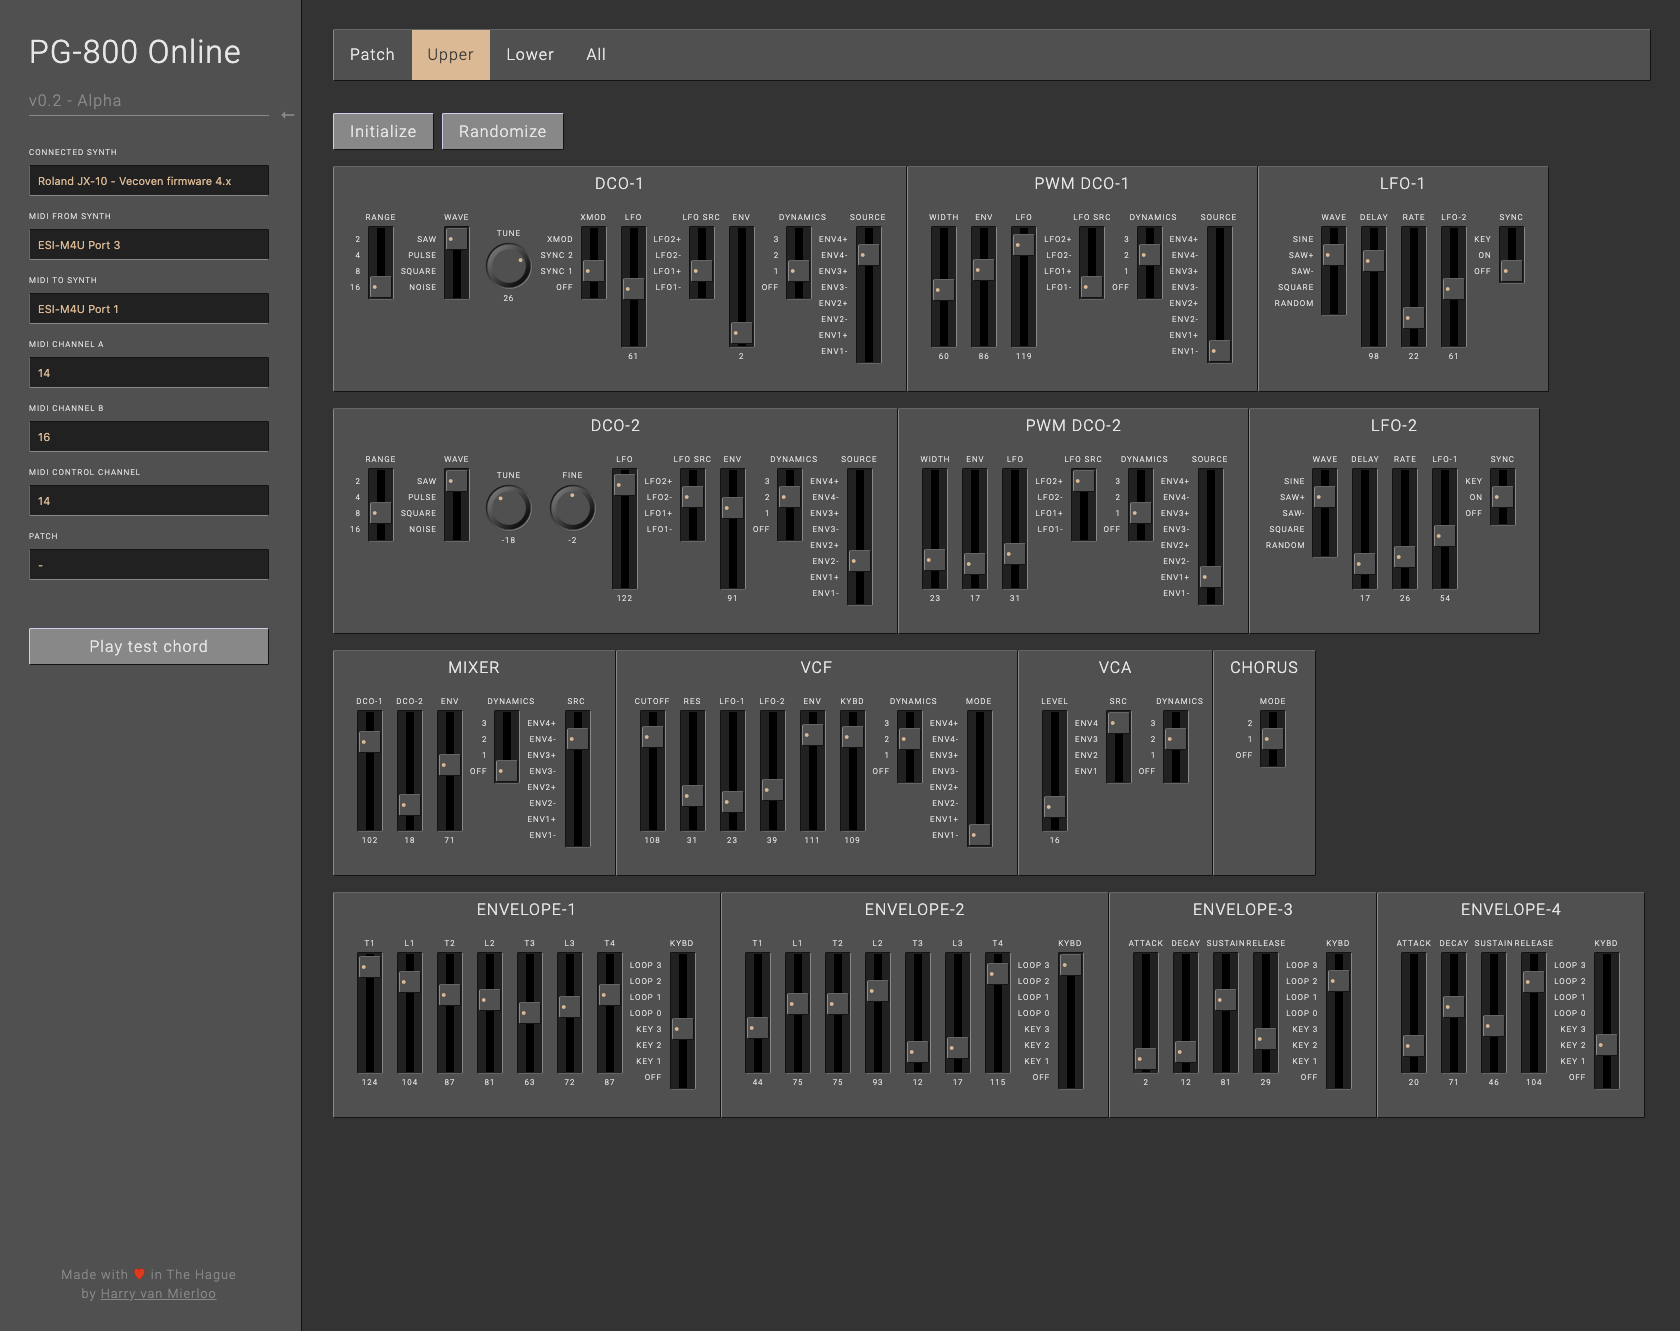 PG-800 Online
v0.2 - Alpha
CONNECTED SYNTH
Roland JX-10 - Vecoven firmware 4.x
MIDI FROM SYNTH
ESI-M4U Port 3
MIDI TO SYNTH
ESI-M4U Port 1
MIDI CHANNEL A
14
MIDI CHANNEL B
16
MIDI CONTROL CHANNEL
14
PATCH
-
Play test chord
Made with ♥ in The Hague
by Harry van Mierloo
Patch Upper Lower All
Initialize Randomize
DCO-1
RANGE WAVE TUNE XMOD LFO LFO SRC ENV DYNAMICS SOURCE
2 SAW XMOD LFO2+ 3 ENV4+
4 PULSE SYNC 2 LFO2- 2 ENV4-
8 SQUARE SYNC 1 LFO1+ 1 ENV3+
16 NOISE 26 OFF LFO1- OFF ENV3-
ENV2+
ENV2-
ENV1+
ENV1-
61 2
PWM DCO-1
WIDTH ENV LFO LFO SRC DYNAMICS SOURCE
LFO2+ 3 ENV4+
LFO2- 2 ENV4-
LFO1+ 1 ENV3+
LFO1- OFF ENV3-
ENV2+
ENV2-
ENV1+
ENV1-
60 86 119
LFO-1
WAVE DELAY RATE LFO-2 SYNC
SINE KEY
SAW+ ON
SAW- OFF
SQUARE
RANDOM
98 22 61
DCO-2
RANGE WAVE TUNE FINE LFO LFO SRC ENV DYNAMICS SOURCE
2 SAW LFO2+ 3 ENV4+
4 PULSE LFO2- 2 ENV4-
8 SQUARE LFO1+ 1 ENV3+
16 NOISE LFO1- OFF ENV3-
-18 -2 ENV2+
ENV2-
ENV1+
ENV1-
122 91
PWM DCO-2
WIDTH ENV LFO LFO SRC DYNAMICS SOURCE
LFO2+ 3 ENV4+
LFO2- 2 ENV4-
LFO1+ 1 ENV3+
LFO1- OFF ENV3-
ENV2+
ENV2-
ENV1+
ENV1-
23 17 31
LFO-2
WAVE DELAY RATE LFO-1 SYNC
SINE KEY
SAW+ ON
SAW- OFF
SQUARE
RANDOM
17 26 54
MIXER
DCO-1 DCO-2 ENV DYNAMICS SRC
3 ENV4+
2 ENV4-
1 ENV3+
OFF ENV3-
ENV2+
ENV2-
ENV1+
ENV1-
102 18 71
VCF
CUTOFF RES LFO-1 LFO-2 ENV KYBD DYNAMICS MODE
3 ENV4+
2 ENV4-
1 ENV3+
OFF ENV3-
ENV2+
ENV2-
ENV1+
ENV1-
108 31 23 39 111 109
VCA
LEVEL SRC DYNAMICS
ENV4 3
ENV3 2
ENV2 1
ENV1 OFF
16
CHORUS
MODE
2
1
OFF
ENVELOPE-1
T1 L1 T2 L2 T3 L3 T4 KYBD
LOOP 3
LOOP 2
LOOP 1
LOOP 0
KEY 3
KEY 2
KEY 1
OFF
124 104 87 81 63 72 87
ENVELOPE-2
T1 L1 T2 L2 T3 L3 T4 KYBD
LOOP 3
LOOP 2
LOOP 1
LOOP 0
KEY 3
KEY 2
KEY 1
OFF
44 75 75 93 12 17 115
ENVELOPE-3
ATTACK DECAY SUSTAIN RELEASE KYBD
LOOP 3
LOOP 2
LOOP 1
LOOP 0
KEY 3
KEY 2
KEY 1
OFF
2 12 81 29
ENVELOPE-4
ATTACK DECAY SUSTAIN RELEASE KYBD
LOOP 3
LOOP 2
LOOP 1
LOOP 0
KEY 3
KEY 2
KEY 1
OFF
20 71 46 104